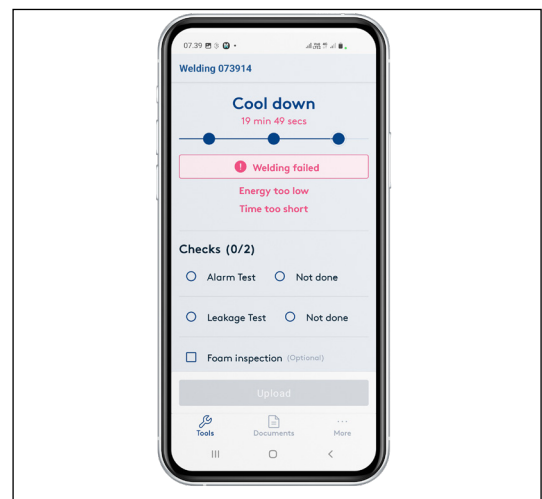 07.39
Welding 073914
Cool down
19 min 49 secs
Welding failed
Energy too low
Time too short
Checks (0/2)
Alarm Test Not done
Leakage Test Not done
Foam inspection (Optional)
Upload
Tools Documents More